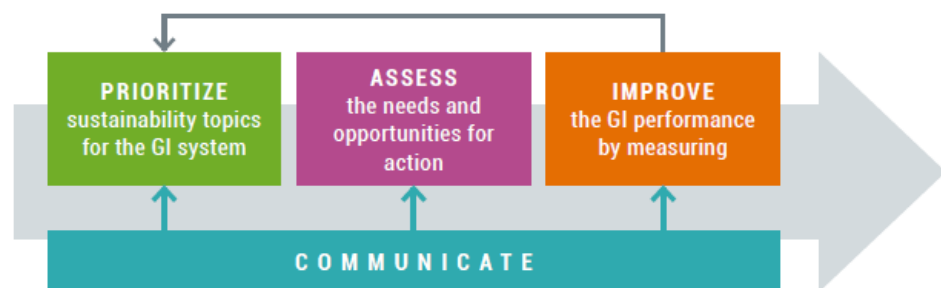 PRIORITIZE
sustainability topics
for the GI system
ASSESS
the needs and
opportunities for
action
IMPROVE
the GI performance
by measuring
COMMUNICATE